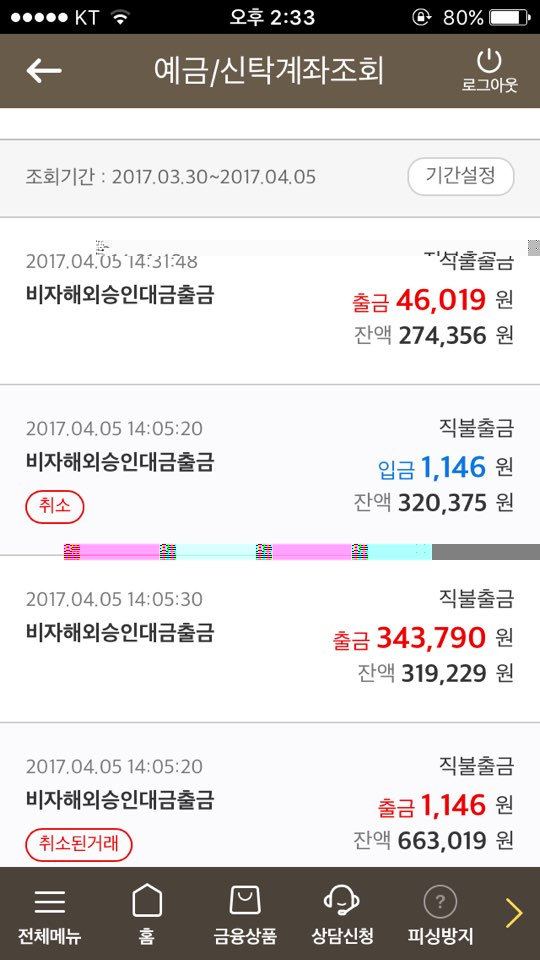 KT 오후 2:33 80%
예금/신탁계좌조회
로그아웃
조회기간 : 2017.03.30~2017.04.05 기간설정
2017.04.05 14:31:48 직불출금
비자해외승인대금출금 출금 46,019 원
잔액 274,356 원
2017.04.05 14:05:20 직불출금
비자해외승인대금출금 입금 1,146 원
취소 잔액 320,375 원
2017.04.05 14:05:30 직불출금
비자해외승인대금출금 출금 343,790 원
잔액 319,229 원
2017.04.05 14:05:20 직불출금
비자해외승인대금출금 출금 1,146 원
취소된거래 잔액 663,019 원
전체메뉴 홈 금융상품 상담신청 ? 피싱방지